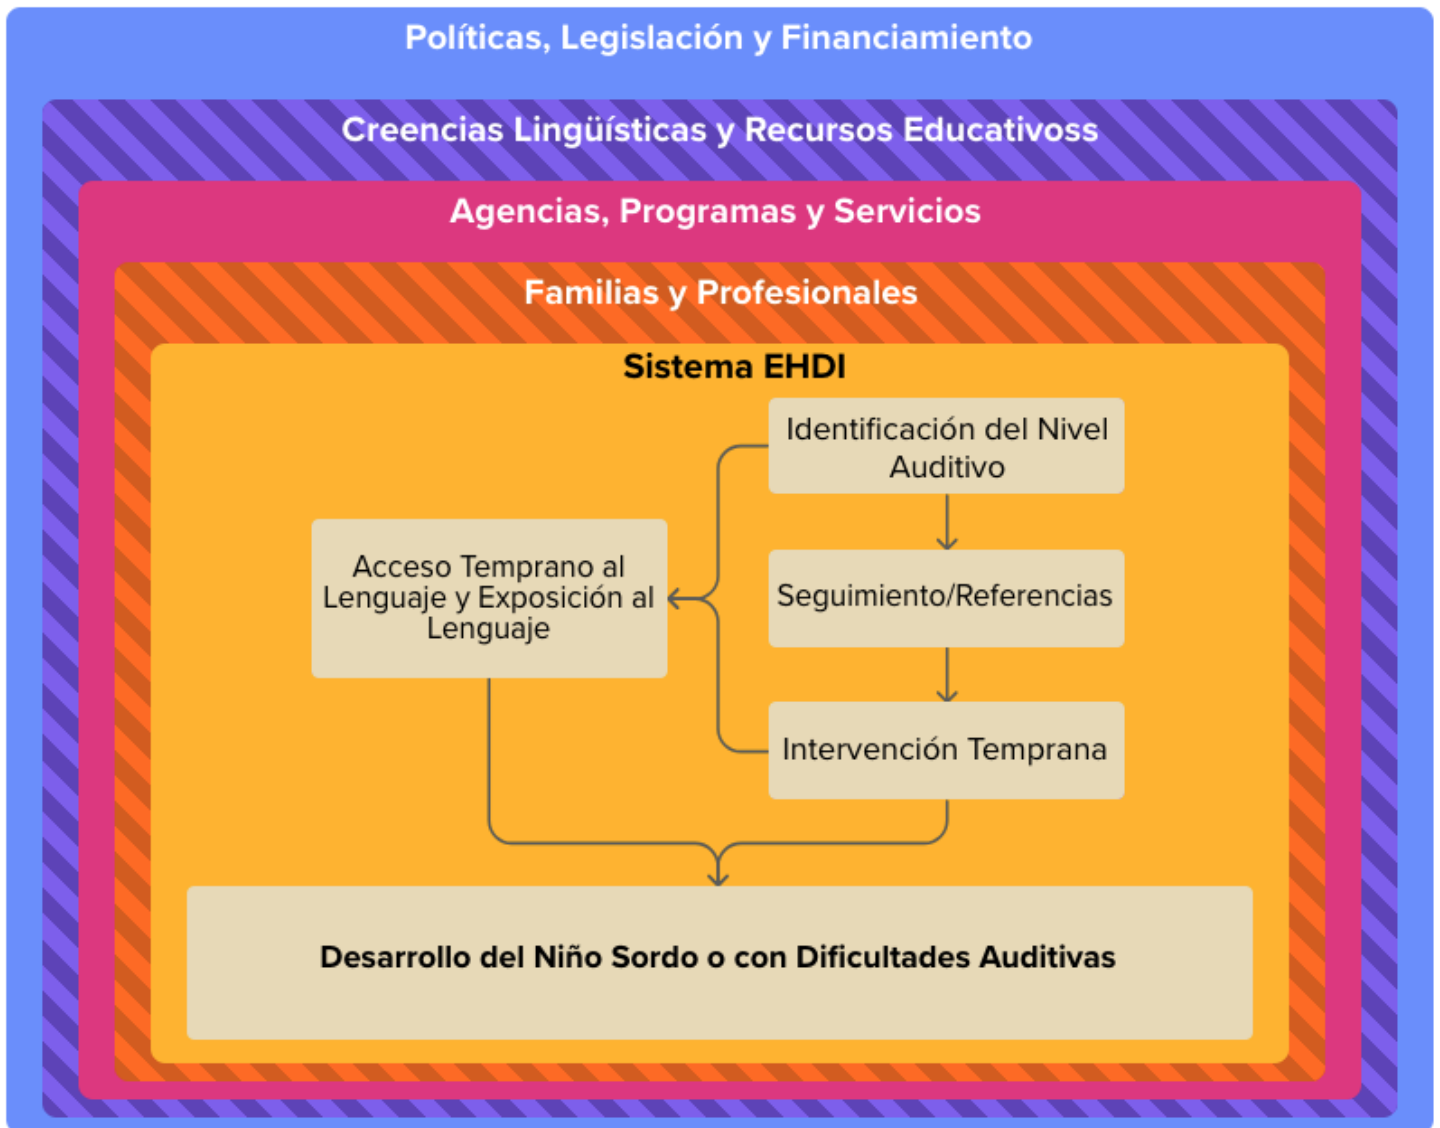 Políticas, Legislación y Financiamiento
Creencias Lingüísticas y Recursos Educativoss
Agencias, Programas y Servicios
Familias y Profesionales
Sistema EHDI
Identificación del Nivel
Auditivo
Acceso Temprano al
Lenguaje y Exposición al
Lenguaje
Seguimiento/Referencias
Intervención Temprana
Desarrollo del Niño Sordo o con Dificultades Auditivas